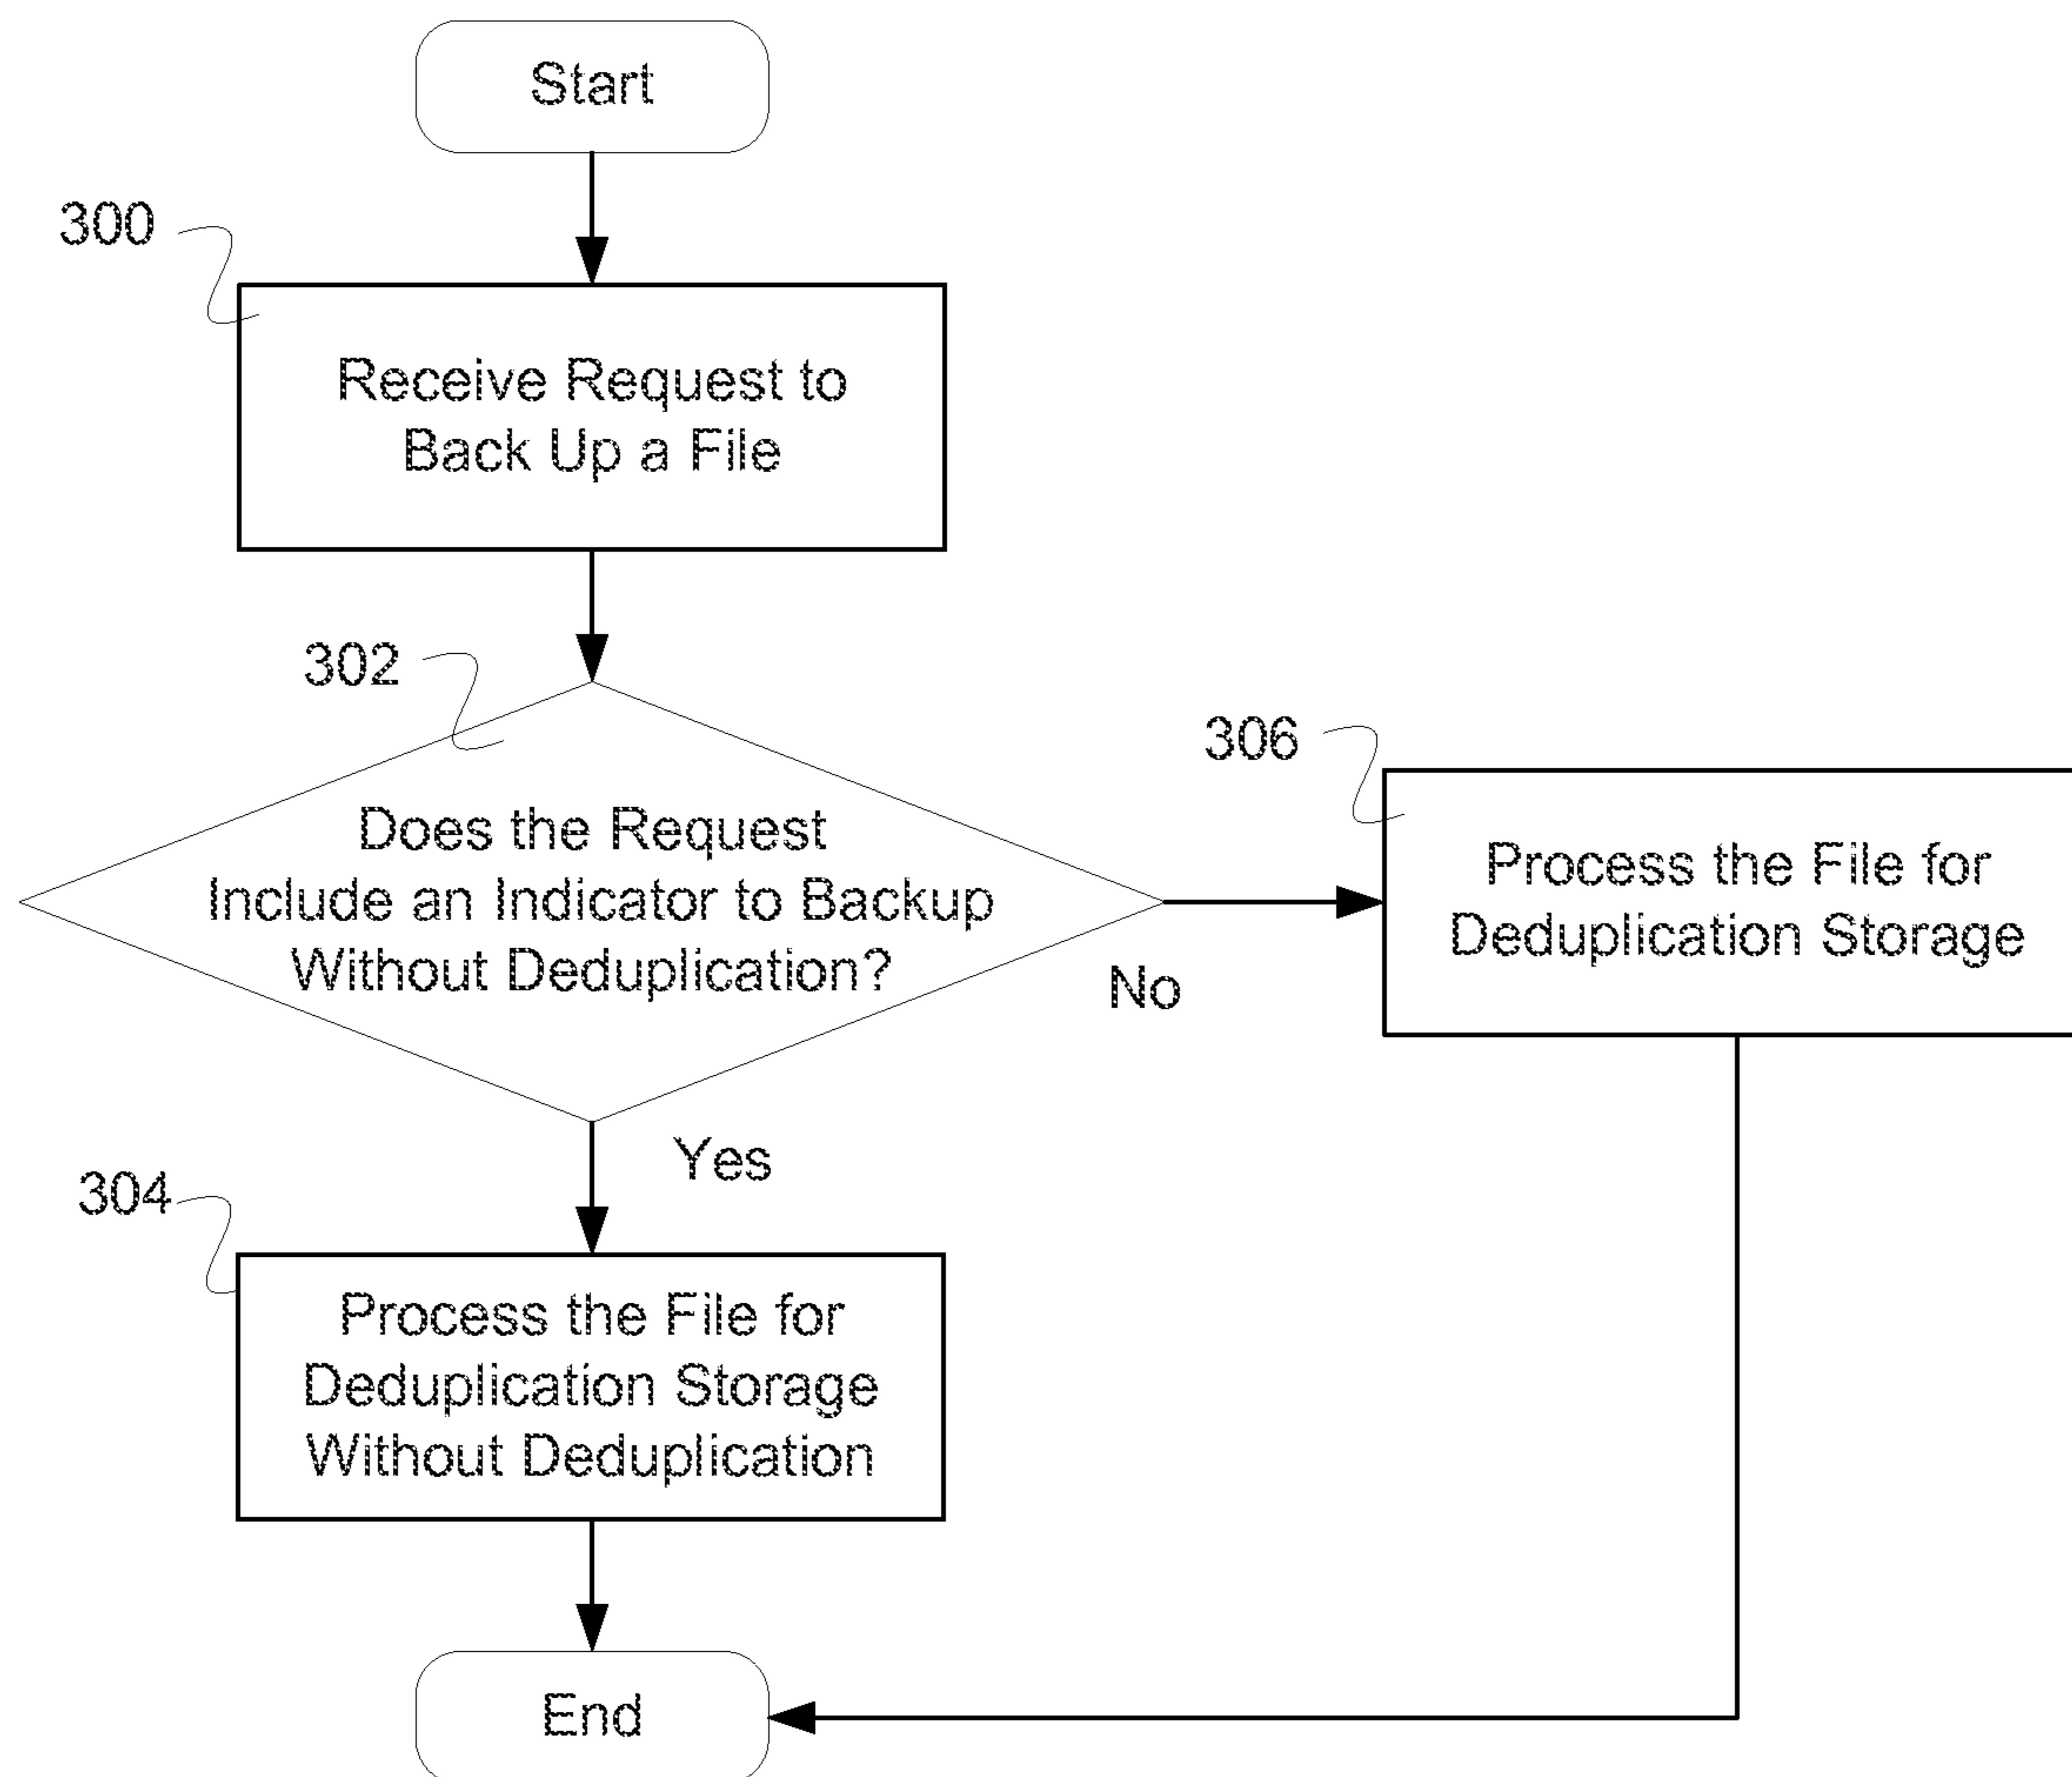 Start
300
Receive Request to
Back Up a File
302
Does the Request
Include an Indicator to Backup
Without Deduplication?
No
306
Process the File for
Deduplication Storage
Yes
304
Process the File for
Deduplication Storage
Without Deduplication
End